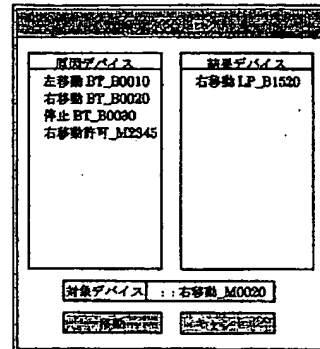 原因デバイス
左移動 BT_B0010
右移動 BT_B0020
停止 BT_B0030
右移動許可_M2345
結果デバイス
右移動 LP_B1520
対象デバイス : : 右移動_M0020